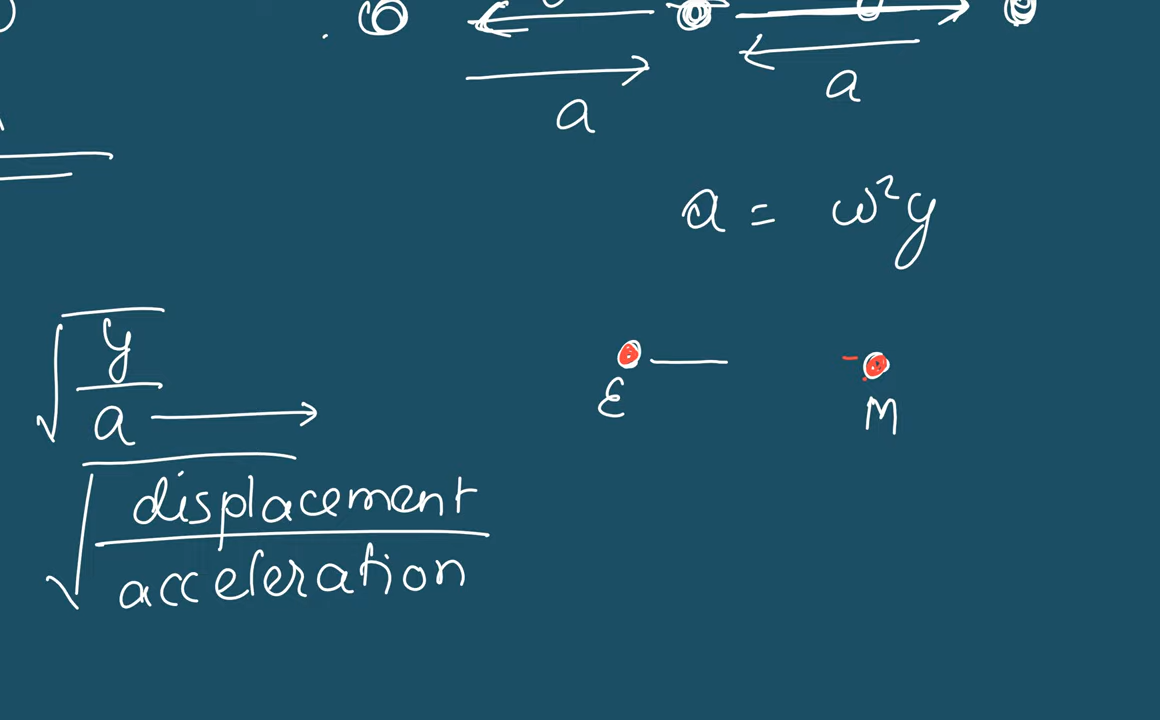 a
a
a = ω²y
√y/a
E
M
√displacement/acceleration